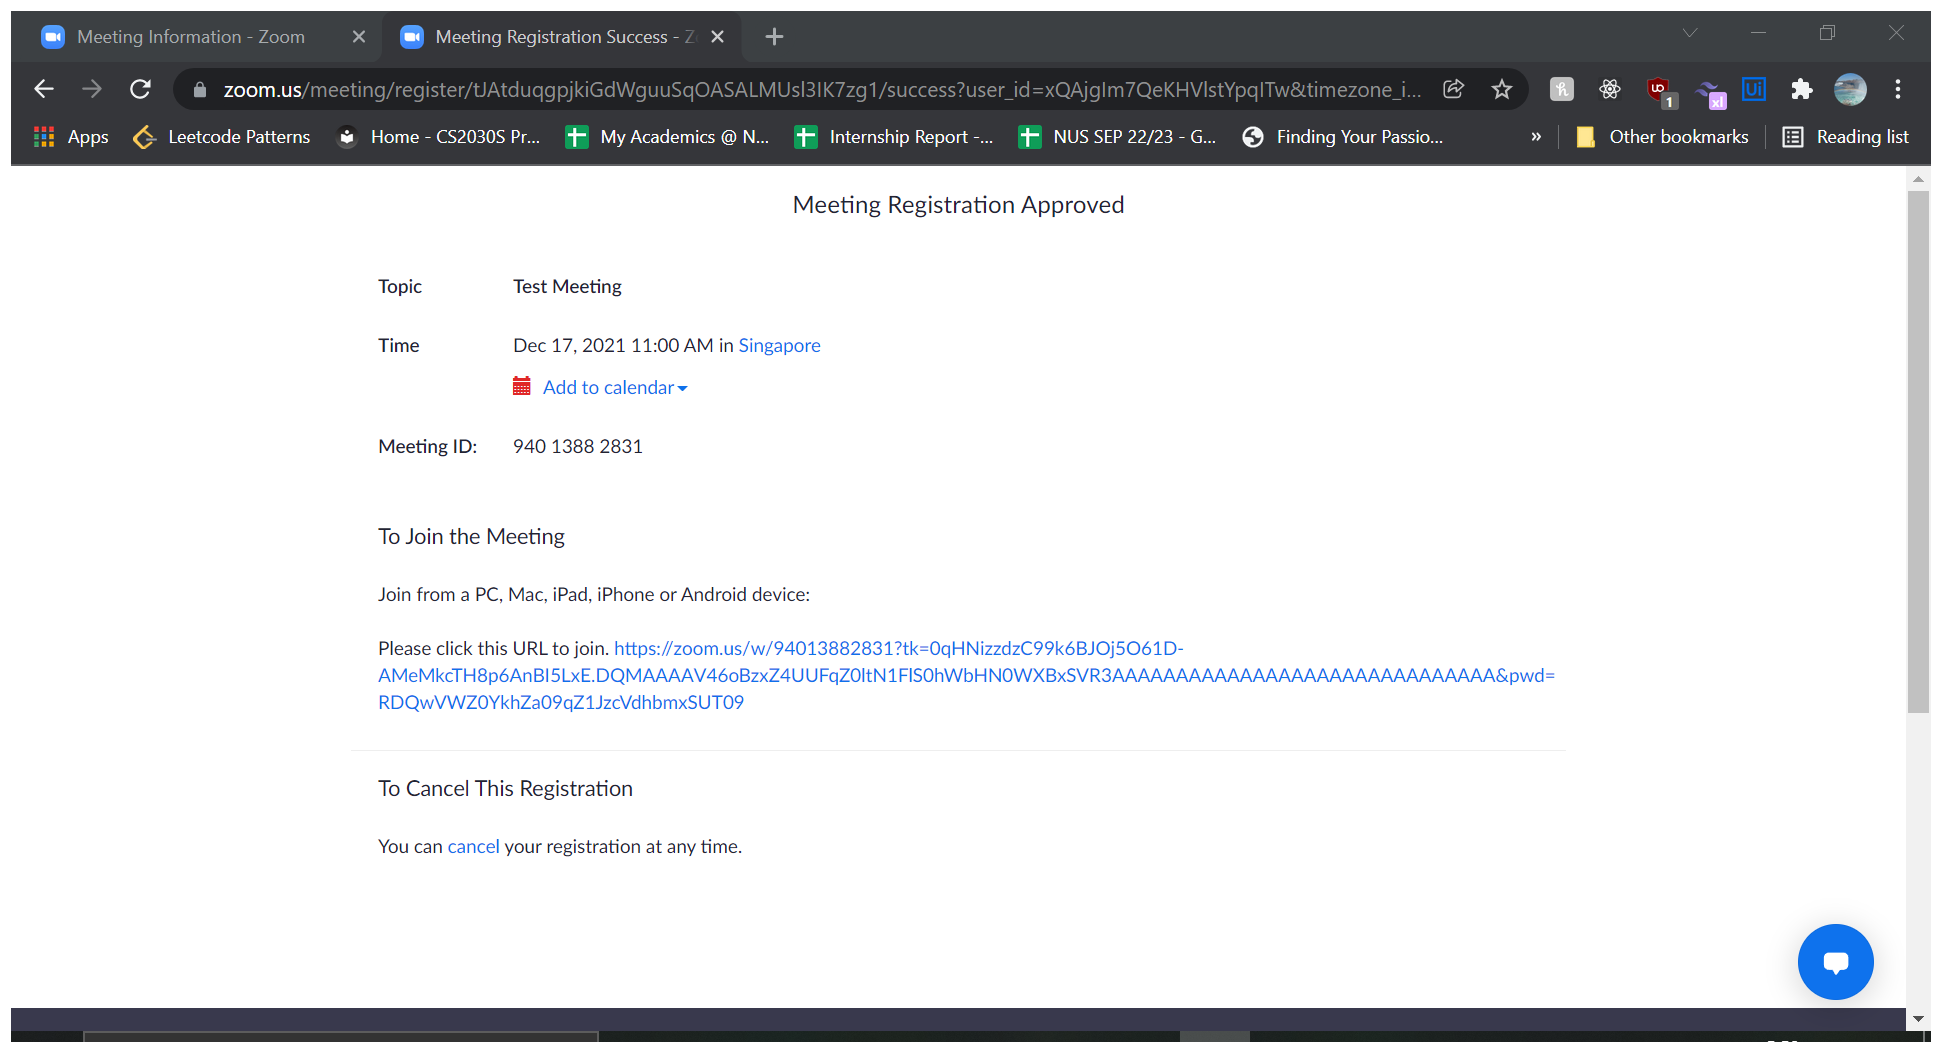 Meeting Information - Zoom
Meeting Registration Success - Z
zoom.us/meeting/register/tJAtduqgpjkiGdWguuSqOASALMUsl3IK7zg1/success?user_id=xQAjgIm7QeKHVlstYpqITw&timezone_i...
1
xl
Ui
Apps
Leetcode Patterns
Home - CS2030S Pr...
My Academics @ N...
Internship Report -...
NUS SEP 22/23 - G...
Finding Your Passio...
»
Other bookmarks
Reading list
Meeting Registration Approved
Topic Test Meeting
Time Dec 17, 2021 11:00 AM in Singapore
Add to calendar
Meeting ID: 940 1388 2831
To Join the Meeting
Join from a PC, Mac, iPad, iPhone or Android device:
Please click this URL to join. https://zoom.us/w/94013882831?tk=0qHNizzdzC99k6BJOj5O61D-
AMeMkcTH8p6AnBI5LxE.DQMAAAAV46oBzxZ4UUFqZ0ltN1FlS0hWbHN0WXBxSVR3AAAAAAAAAAAAAAAAAAAAAAAAAAAAAA&pwd=
RDQwVWZ0YkhZa09qZ1JzcVdhbmxSUT09
To Cancel This Registration
You can cancel your registration at any time.